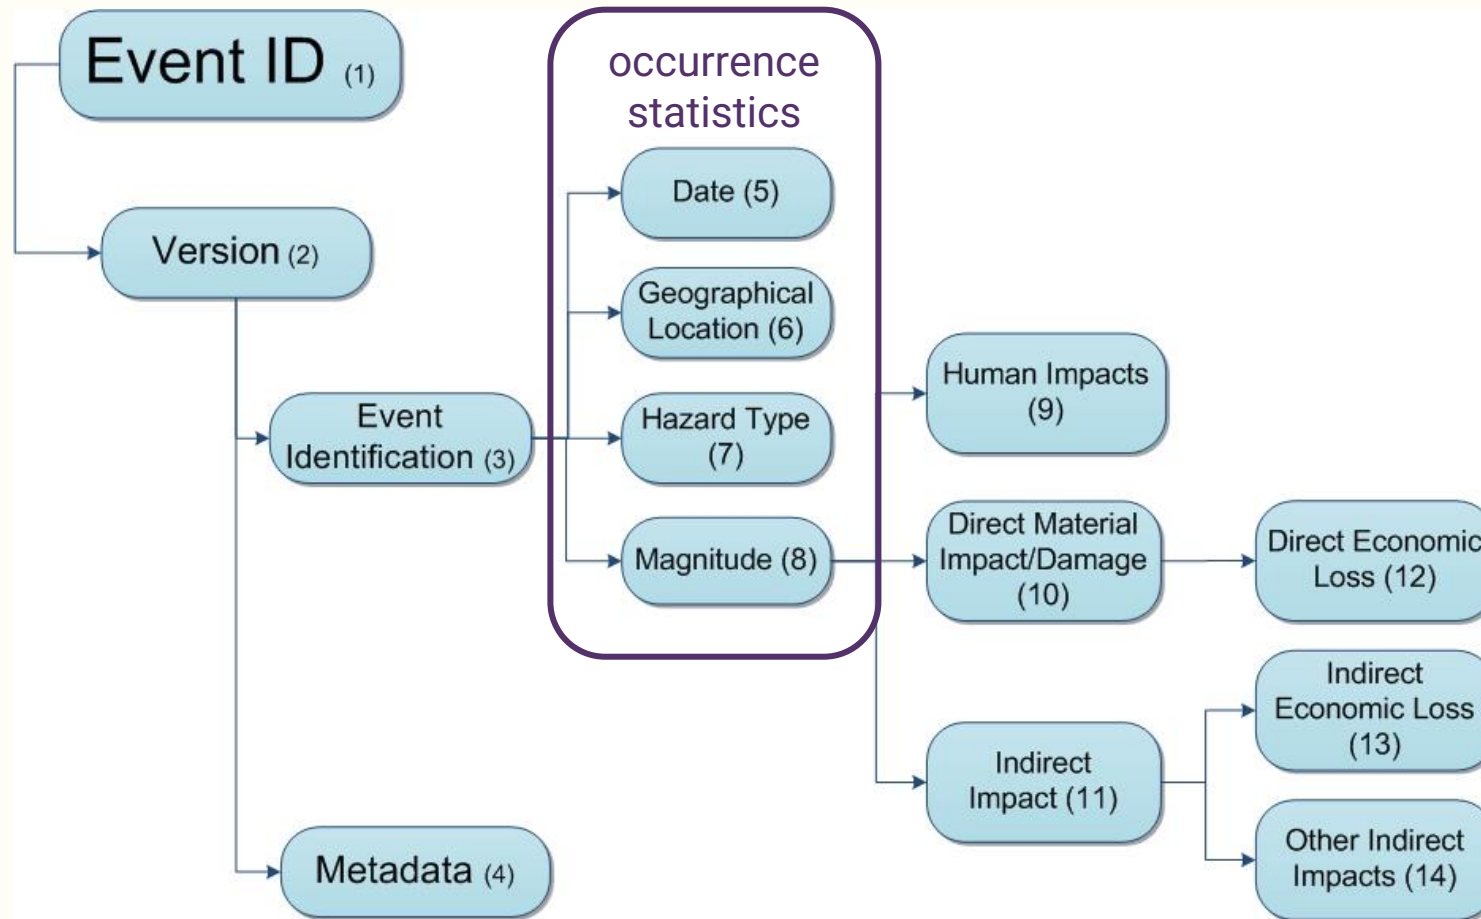 Event ID (1)
Version (2)
Event
Identification (3)
Metadata (4)
occurrence
statistics
Date (5)
Geographical
Location (6)
Hazard Type
(7)
Magnitude (8)
Human Impacts
(9)
Direct Material
Impact/Damage
(10)
Indirect
Impact (11)
Direct Economic
Loss (12)
Indirect
Economic Loss
(13)
Other Indirect
Impacts (14)